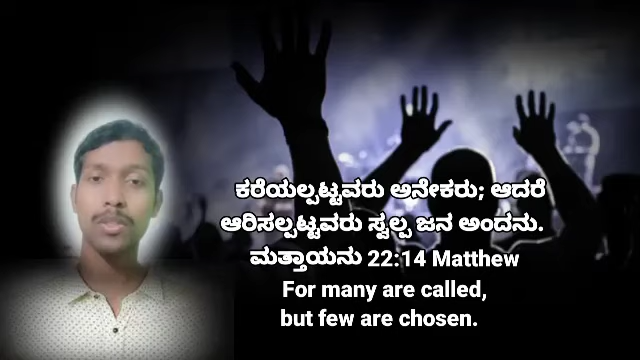 ಕರೆಯಲ್ಪಟ್ಟವರು ಅನೇಕರು; ಆದರೆ
ಆರಿಸಲ್ಪಟ್ಟವರು ಸ್ವಲ್ಪ ಜನ ಅಂದನು.
ಮತ್ತಾಯನು 22:14 Matthew
For many are called,
but few are chosen.